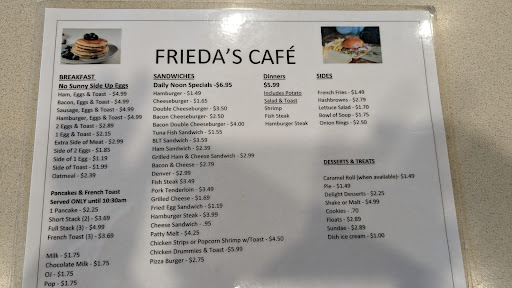 FRIEDA'S CAFÉ
BREAKFAST
No Sunny Side Up Eggs
Ham, Eggs & Toast - $4.99
Bacon, Eggs & Toast - $4.99
Sausage, Eggs & Toast - $4.99
Hamburger, Eggs & Toast - $4.99
2 Eggs & Toast - $2.89
1 Egg & Toast - $2.15
Extra Side of Meat - $2.99
Side of 2 Eggs - $1.85
Side of 1 Egg - $1.19
Side of Toast - $1.99
Oatmeal - $2.39
Pancakes & French Toast
Served ONLY until 10:30am
1 Pancake - $2.25
Short Stack (2) - $3.69
Full Stack (3) - $4.99
French Toast (3) - $3.69
Milk - $1.75
Chocolate Milk - $1.75
OJ - $1.75
Pop - $1.75
SANDWICHES
Daily Noon Specials -$6.95
Hamburger - $1.49
Cheeseburger - $1.65
Double Cheeseburger - $3.50
Bacon Cheeseburger - $2.50
Bacon Double Cheeseburger - $4.00
Tuna Fish Sandwich - $1.55
BLT Sandwich - $3.59
Ham Sandwich - $2.39
Grilled Ham & Cheese Sandwich - $2.99
Bacon & Cheese - $2.79
Denver - $2.99
Fish Steak $3.49
Pork Tenderloin - $3.49
Grilled Cheese - $1.69
Fried Egg Sandwich - $1.19
Hamburger Steak - $3.99
Cheese Sandwich - .95
Patty Melt - $4.25
Chicken Strips or Popcorn Shrimp w/Toast - $4.50
Chicken Drummies & Toast - $5.99
Pizza Burger - $2.75
Dinners
$5.99
Includes Potato
Salad & Toast
Shrimp
Fish Steak
Hamburger Steak
SIDES
French Fries - $1.49
Hashbrowns - $2.79
Lettuce Salad - $1.70
Bowl of Soup - $1.75
Onion Rings - $2.50
DESSERTS & TREATS
Caramel Roll (when available)- $1.49
Pie - $1.49
Delight Desserts - $2.25
Shake or Malt - $4.99
Cookies - .70
Floats - $2.89
Sundae - $2.89
Dish ice cream - $1.00